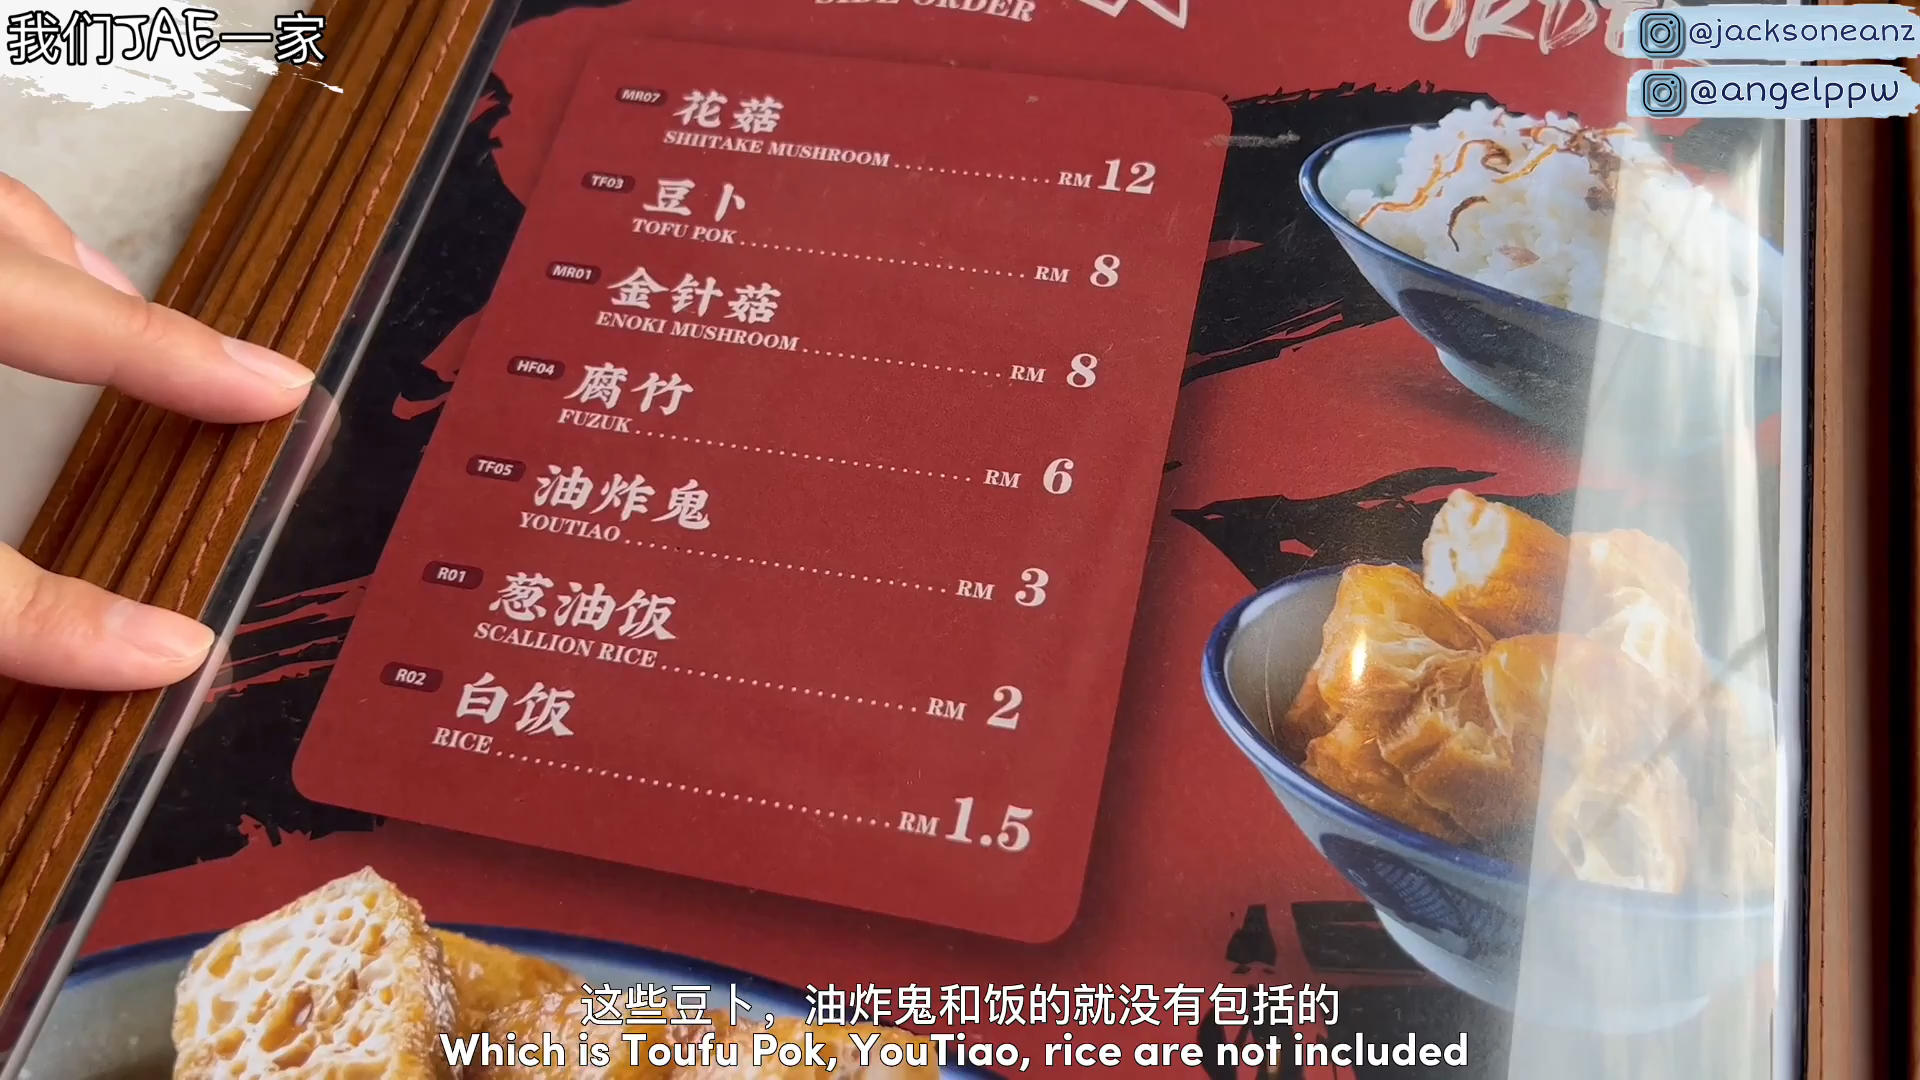 我们JAE一家
SIDE ORDER
ORDER
@jacksoneanz
@angelppw
MR07 花菇
SHIITAKE MUSHROOM RM 12
TF03 豆卜
TOFU POK RM 8
MR01 金针菇
ENOKI MUSHROOM RM 8
HF04 腐竹
FUZUK RM 6
TF05 油炸鬼
YOUTIAO RM 3
R01 葱油饭
SCALLION RICE RM 2
R02 白饭
RICE RM 1.5
这些豆卜，油炸鬼和饭的就没有包括的
Which is Toufu Pok, YouTiao, rice are not included